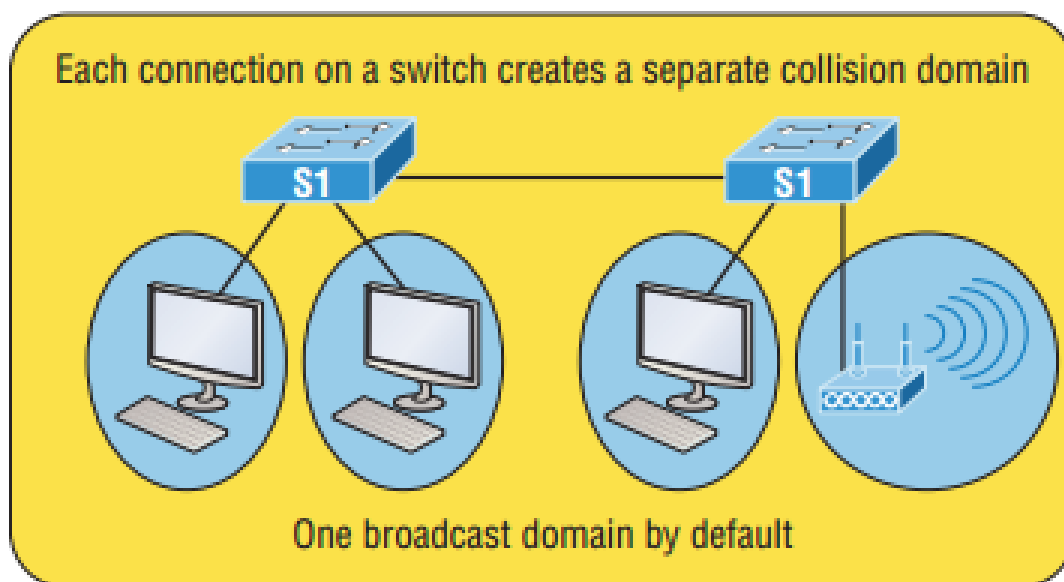 Each connection on a switch creates a separate collision domain
S1
S1
One broadcast domain by default